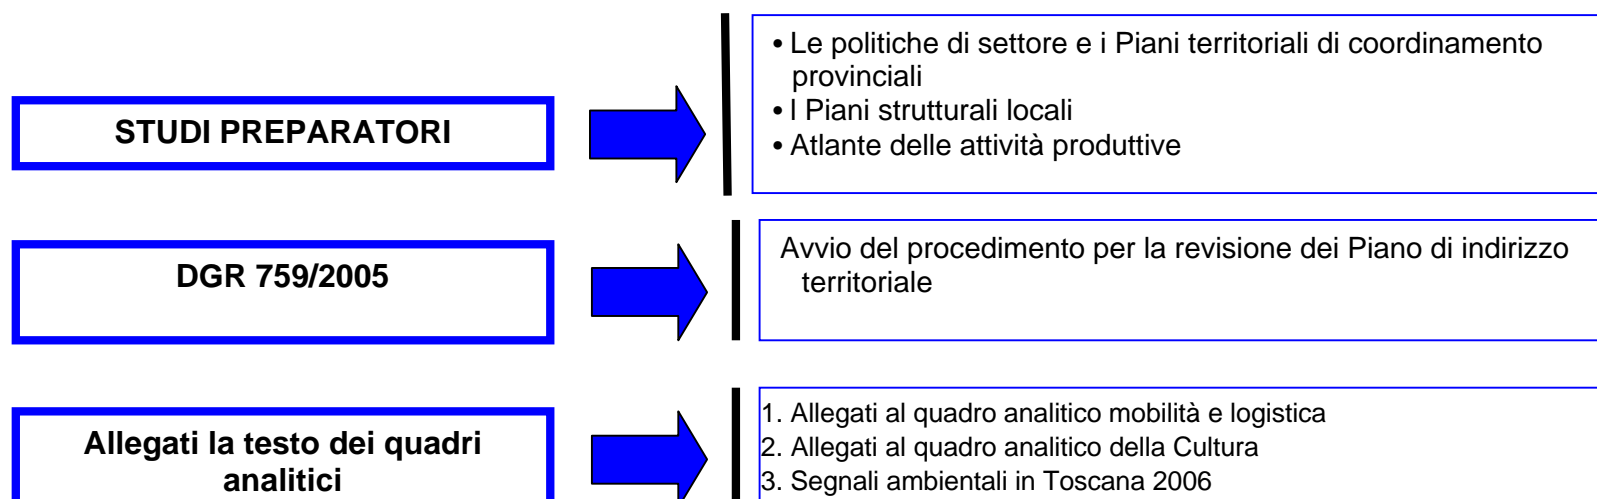 STUDI PREPARATORI
• Le politiche di settore e i Piani territoriali di coordinamento
provinciali
• I Piani strutturali locali
• Atlante delle attività produttive
DGR 759/2005
Avvio del procedimento per la revisione dei Piano di indirizzo
territoriale
Allegati la testo dei quadri
analitici
1. Allegati al quadro analitico mobilità e logistica
2. Allegati al quadro analitico della Cultura
3. Segnali ambientali in Toscana 2006